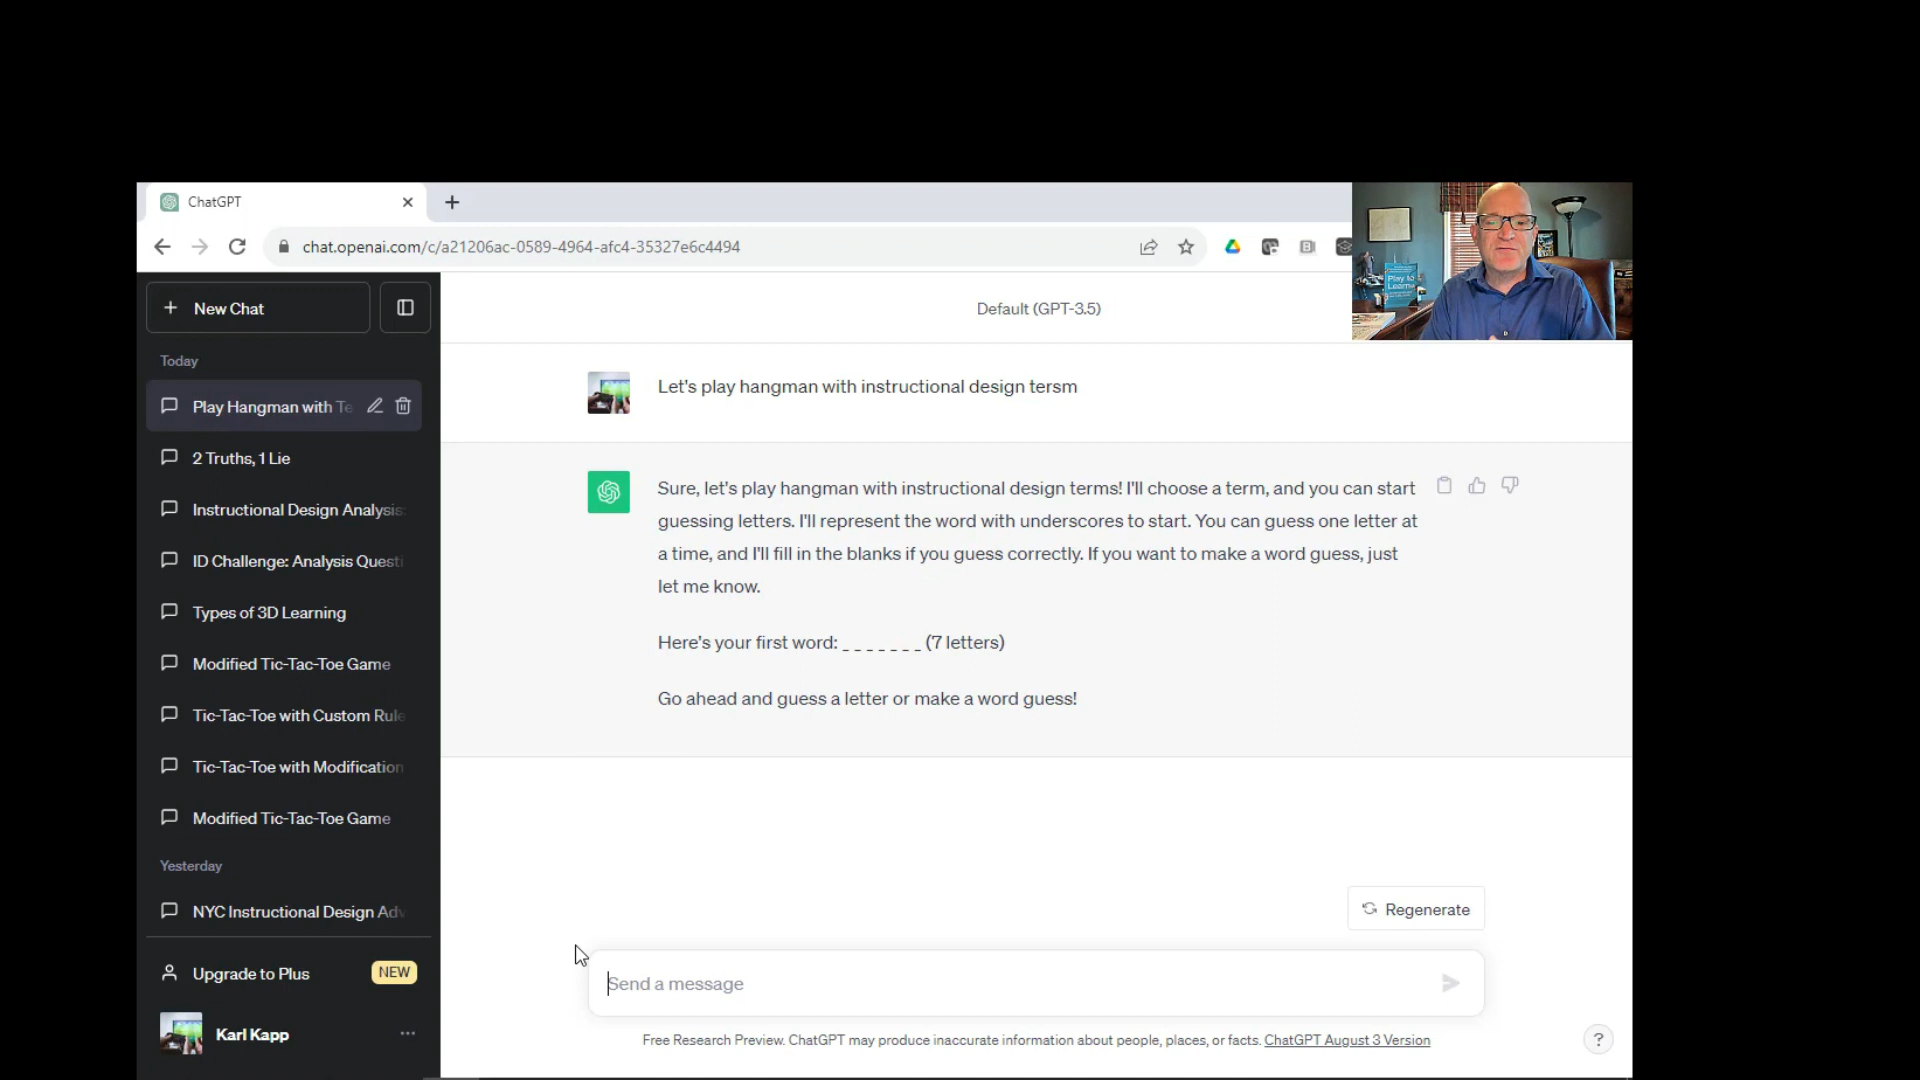 ChatGPT
chat.openai.com/c/a21206ac-0589-4964-afc4-35327e6c4494
Play to
Learn
New Chat
Default (GPT-3.5)
Today
Play Hangman with Te
2 Truths, 1 Lie
Instructional Design Analysis
ID Challenge: Analysis Questi
Types of 3D Learning
Modified Tic-Tac-Toe Game
Tic-Tac-Toe with Custom Rule
Tic-Tac-Toe with Modification
Modified Tic-Tac-Toe Game
Yesterday
NYC Instructional Design Adv
Upgrade to Plus NEW
Karl Kapp
Let's play hangman with instructional design tersm
Sure, let's play hangman with instructional design terms! I'll choose a term, and you can start
guessing letters. I'll represent the word with underscores to start. You can guess one letter at
a time, and I'll fill in the blanks if you guess correctly. If you want to make a word guess, just
let me know.
Here's your first word: _ _ _ _ _ _ _ (7 letters)
Go ahead and guess a letter or make a word guess!
Regenerate
Send a message
Free Research Preview. ChatGPT may produce inaccurate information about people, places, or facts. ChatGPT August 3 Version
?